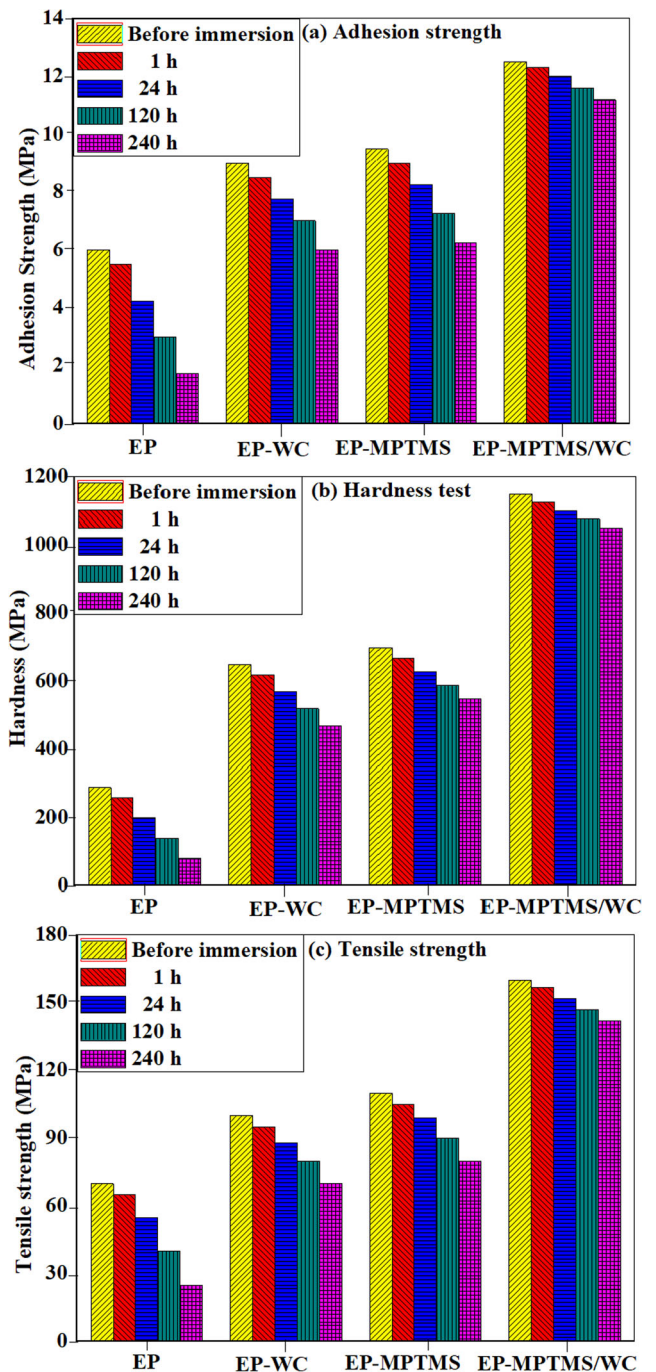 14
12
10
8
6
4
2
0
Adhesion Strength (MPa)
Before immersion
1 h
24 h
120 h
240 h
(a) Adhesion strength
EP
EP-WC
EP-MPTMS
EP-MPTMS/WC
1200
1000
800
600
400
200
0
Hardness (MPa)
Before immersion
1 h
24 h
120 h
240 h
(b) Hardness test
EP
EP-WC
EP-MPTMS
EP-MPTMS/WC
180
150
120
90
60
30
0
Tensile strength (MPa)
Before immersion
1 h
24 h
120 h
240 h
(c) Tensile strength
EP
EP-WC
EP-MPTMS
EP-MPTMS/WC